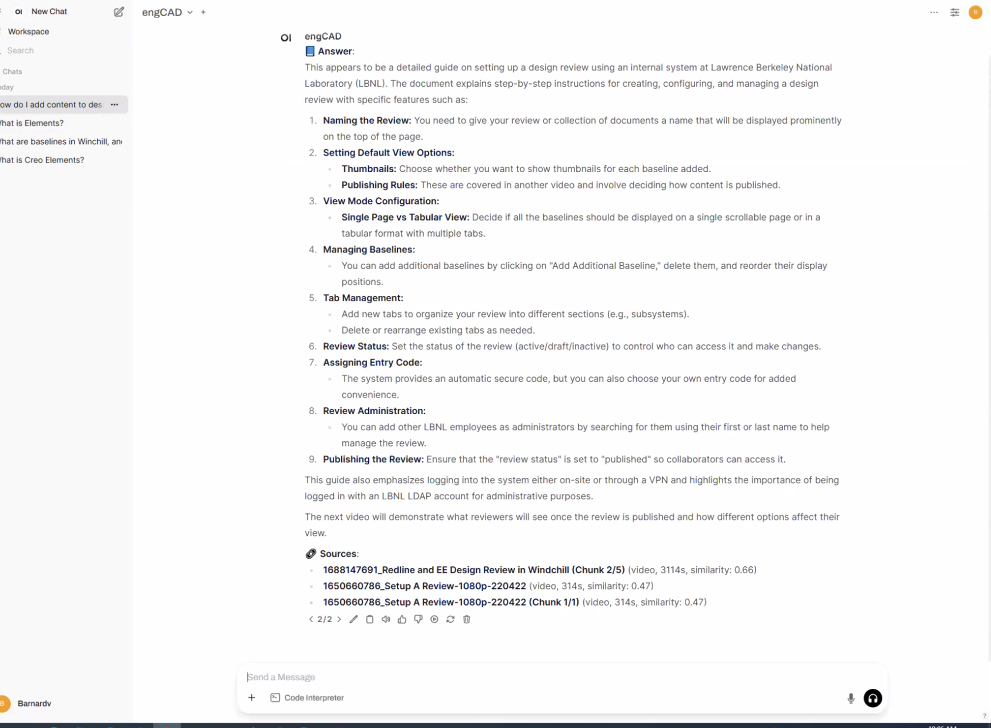 OI New Chat
engCAD
Workspace
Search
Chats
oday
ow do I add content to des
hat is Elements?
hat are baselines in Winchill, an
hat is Creo Elements?
B
OI engCAD
Answer:
This appears to be a detailed guide on setting up a design review using an internal system at Lawrence Berkeley National
Laboratory (LBNL). The document explains step-by-step instructions for creating, configuring, and managing a design
review with specific features such as:
1. Naming the Review: You need to give your review or collection of documents a name that will be displayed prominently
on the top of the page.
2. Setting Default View Options:
Thumbnails: Choose whether you want to show thumbnails for each baseline added.
Publishing Rules: These are covered in another video and involve deciding how content is published.
3. View Mode Configuration:
Single Page vs Tabular View: Decide if all the baselines should be displayed on a single scrollable page or in a
tabular format with multiple tabs.
4. Managing Baselines:
You can add additional baselines by clicking on "Add Additional Baseline," delete them, and reorder their display
positions.
5. Tab Management:
Add new tabs to organize your review into different sections (e.g., subsystems).
Delete or rearrange existing tabs as needed.
6. Review Status: Set the status of the review (active/draft/inactive) to control who can access it and make changes.
7. Assigning Entry Code:
The system provides an automatic secure code, but you can also choose your own entry code for added
convenience.
8. Review Administration:
You can add other LBNL employees as administrators by searching for them using their first or last name to help
manage the review.
9. Publishing the Review: Ensure that the "review status" is set to "published" so collaborators can access it.
This guide also emphasizes logging into the system either on-site or through a VPN and highlights the importance of being
logged in with an LBNL LDAP account for administrative purposes.
The next video will demonstrate what reviewers will see once the review is published and how different options affect their
view.
Sources:
1688147691_Redline and EE Design Review in Windchill (Chunk 2/5) (video, 3114s, similarity: 0.66)
1650660786_Setup A Review-1080p-220422 (video, 314s, similarity: 0.47)
1650660786_Setup A Review-1080p-220422 (Chunk 1/1) (video, 314s, similarity: 0.47)
2/2
Send a Message
Code Interpreter
B Barnardv
?